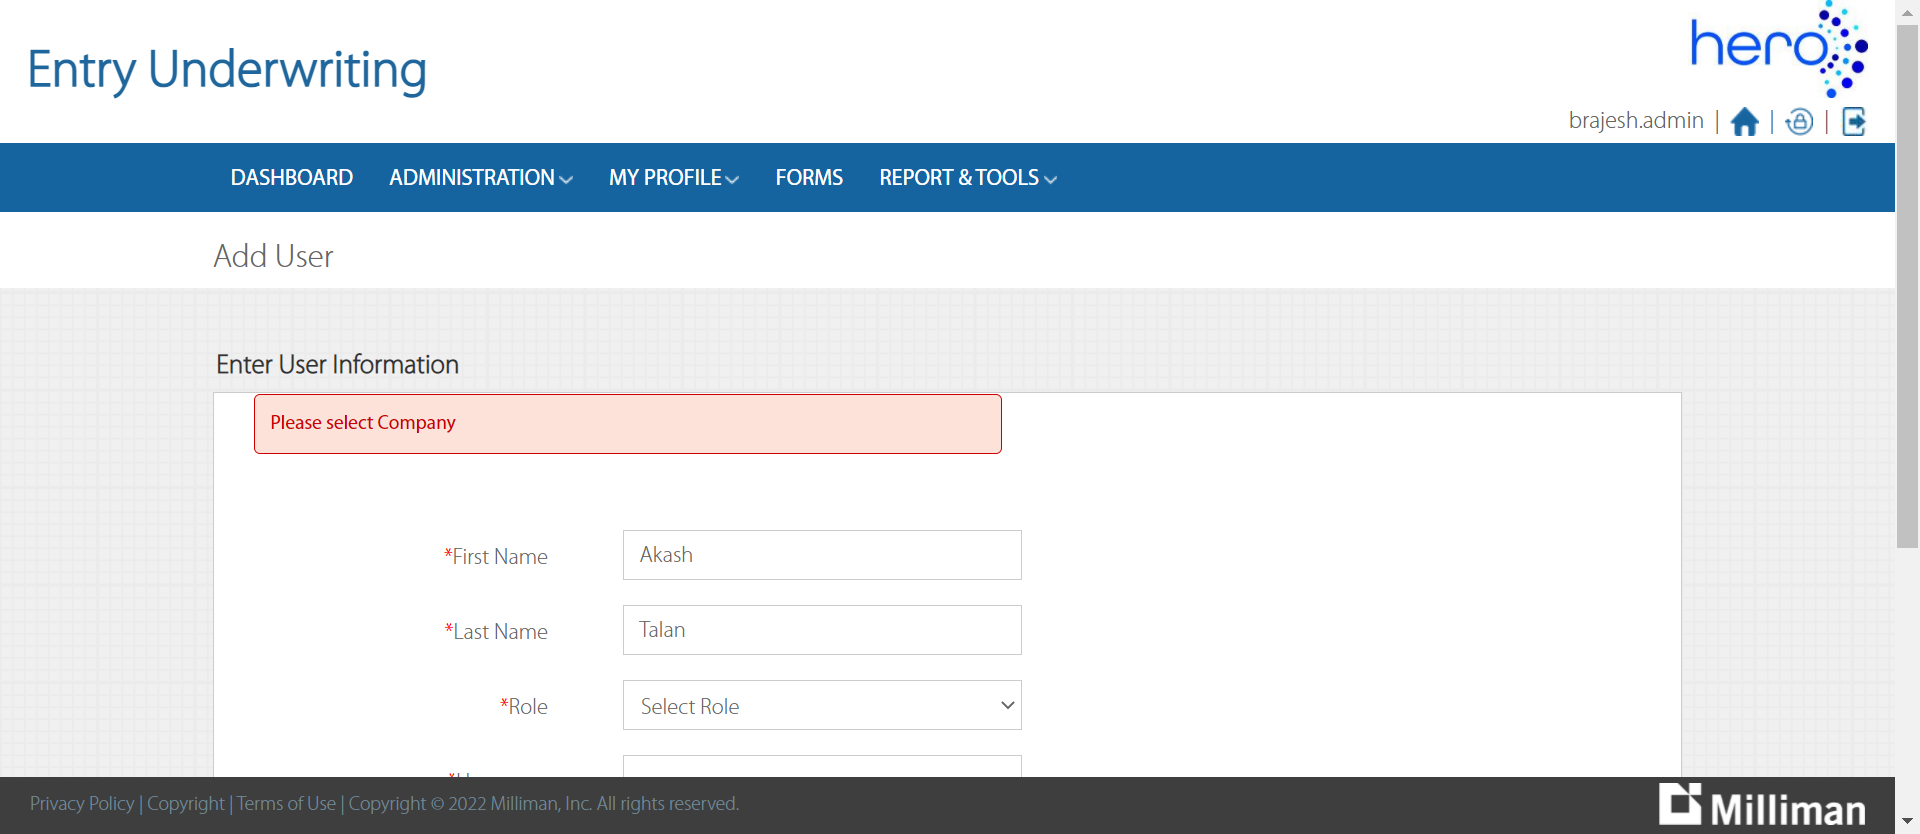 Entry Underwriting
hero
brajesh.admin | | |
DASHBOARD ADMINISTRATION MY PROFILE FORMS REPORT & TOOLS
Add User
Enter User Information
Please select Company
*First Name Akash
*Last Name Talan
*Role Select Role
Privacy Policy | Copyright | Terms of Use | Copyright © 2022 Milliman, Inc. All rights reserved.
Milliman